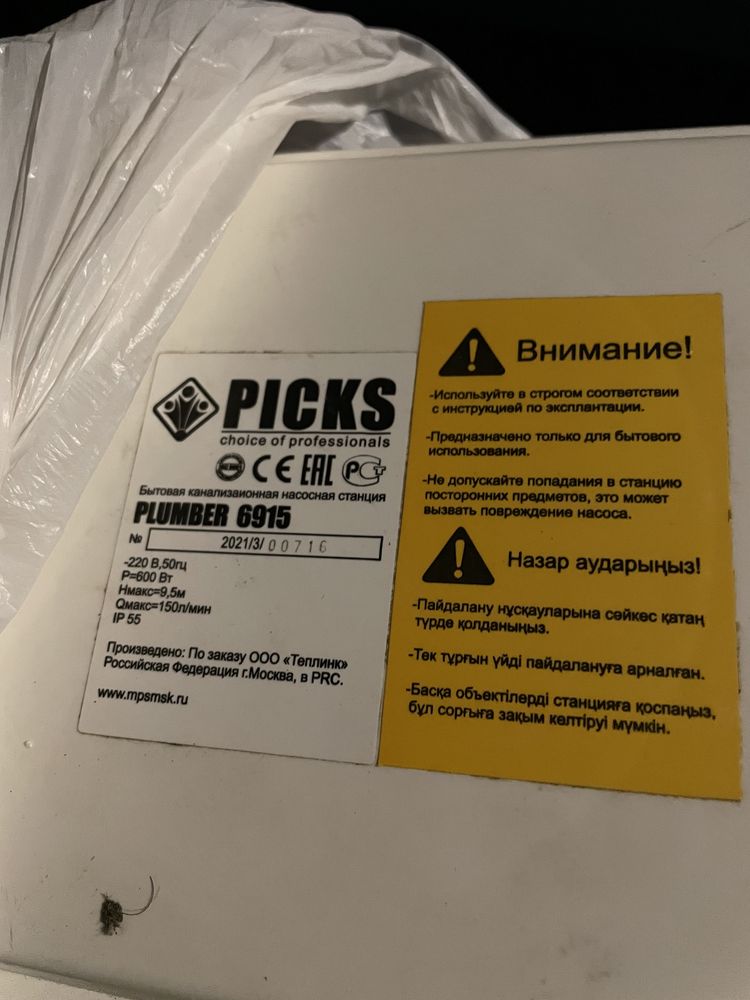 PICKS
choice of professionals
CE EAC РСТ
Бытовая канализаионная насосная станция
PLUMBER 6915
№ 2021/3/00716
-220 В,50гц
Р=600 Вт
Нмакс=9,5м
Qмакс=150л/мин
IP 55
Произведено: По заказу ООО «Теплинк»
Российская Федерация г.Москва, в PRC.
www.mpsmsk.ru
Внимание!
-Используйте в строгом соответствии
с инструкцией по эксплантации.
-Предназначено только для бытового
использования.
-Не допускайте попадания в станцию
посторонних предметов, это может
вызвать повреждение насоса.
Назар аударыңыз!
-Пайдалану нұсқауларына сәйкес қатаң
түрде қолданыңыз.
-Тек тұрғын үйді пайдалануға арналған.
-Басқа объектілерді станцияға қоспаңыз,
бұл сорғыға зақым келтіруі мүмкін.